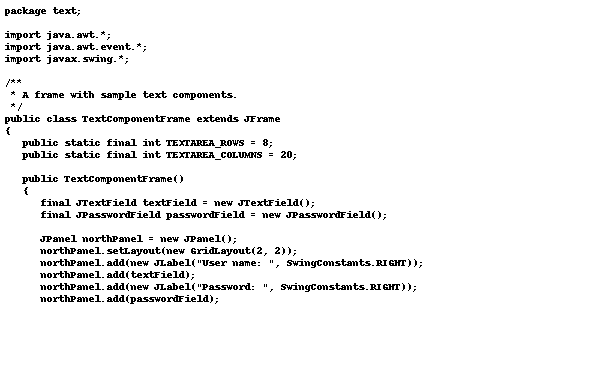 package text;

import java.awt.*;
import java.awt.event.*;
import javax.swing.*;

/**
 * A frame with sample text components.
 */
public class TextComponentFrame extends JFrame
{
   public static final int TEXTAREA_ROWS = 8;
   public static final int TEXTAREA_COLUMNS = 20;

   public TextComponentFrame()
   {
      final JTextField textField = new JTextField();
      final JPasswordField passwordField = new JPasswordField();

      JPanel northPanel = new JPanel();
      northPanel.setLayout(new GridLayout(2, 2));
      northPanel.add(new JLabel("User name: ", SwingConstants.RIGHT));
      northPanel.add(textField);
      northPanel.add(new JLabel("Password: ", SwingConstants.RIGHT));
      northPanel.add(passwordField);